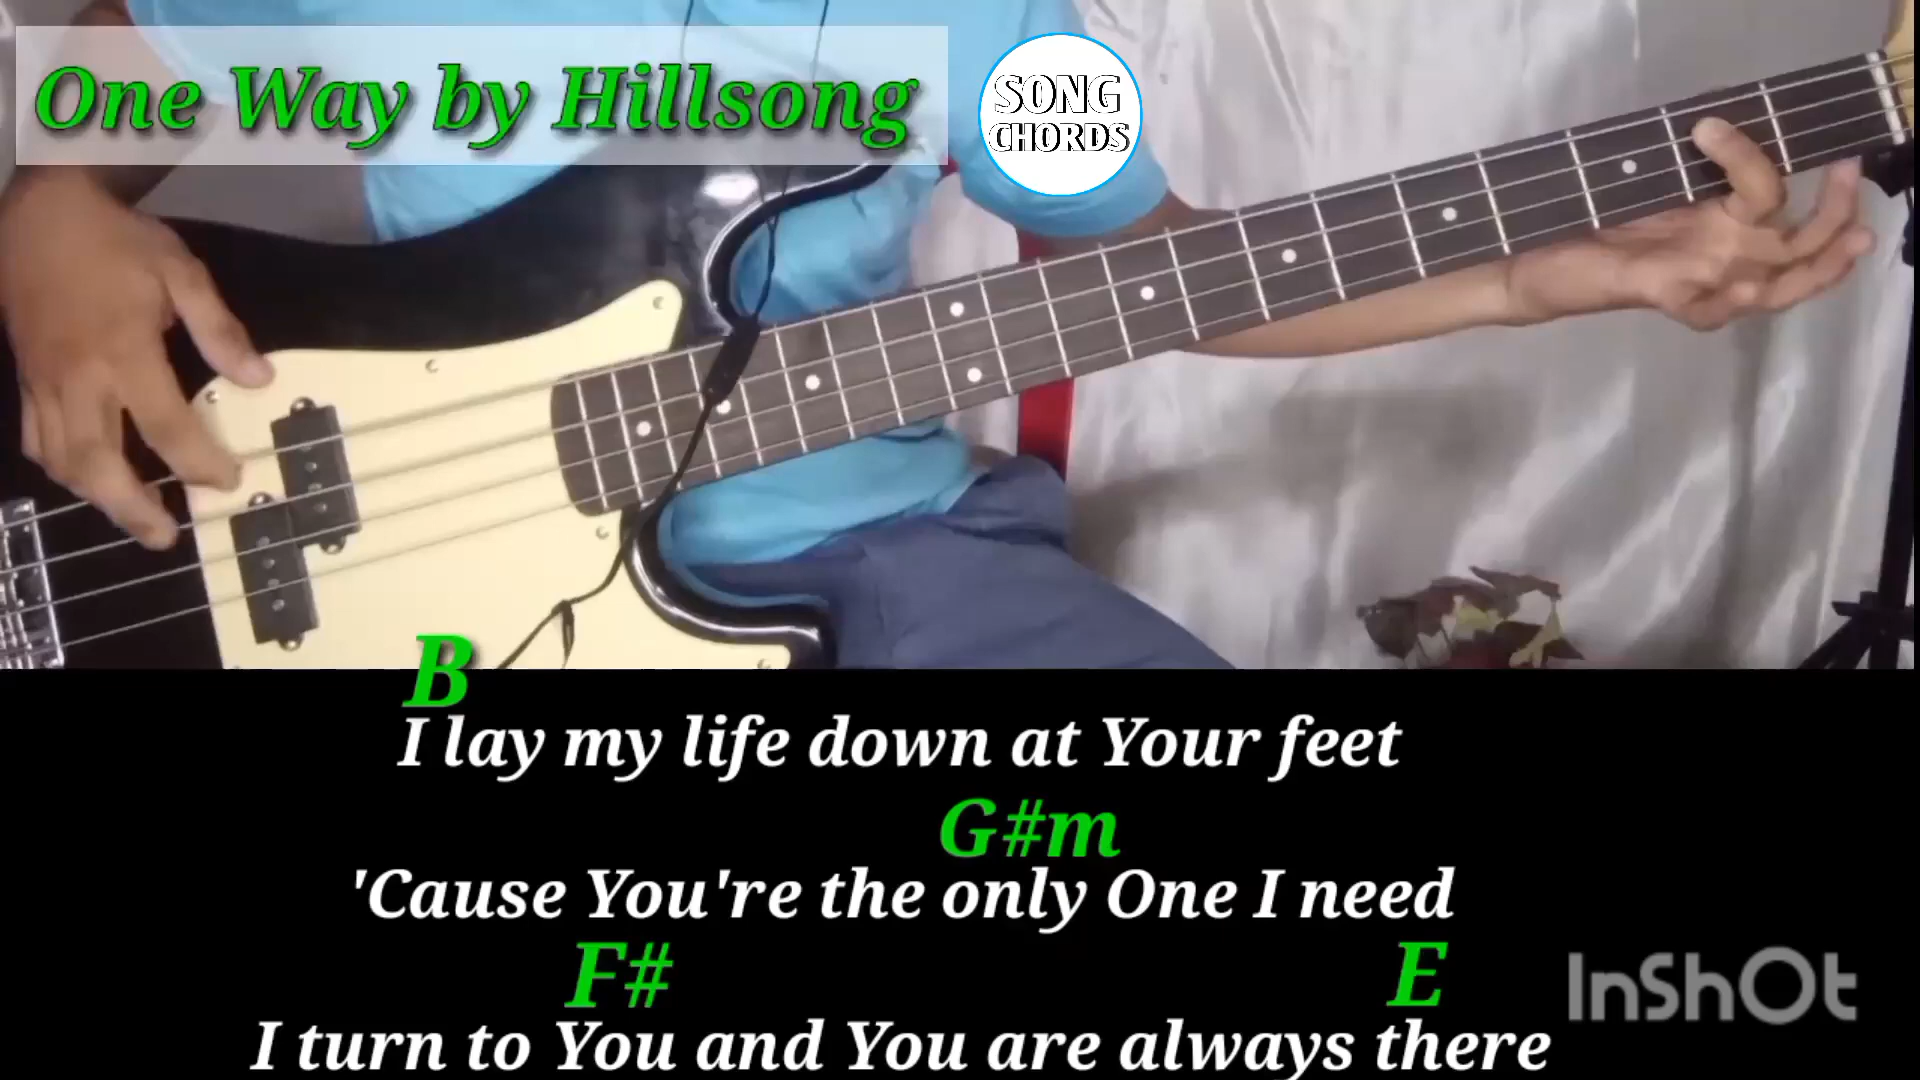 One Way by Hillsong
SONG
CHORDS
B
I lay my life down at Your feet
G#m
'Cause You're the only One I need
F# E
I turn to You and You are always there
InShOt